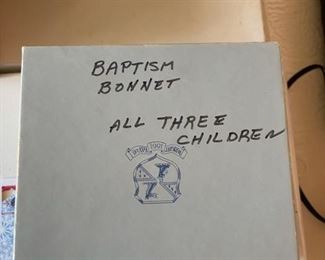 BAPTISM
BONNET
ALL THREE
CHILDREN